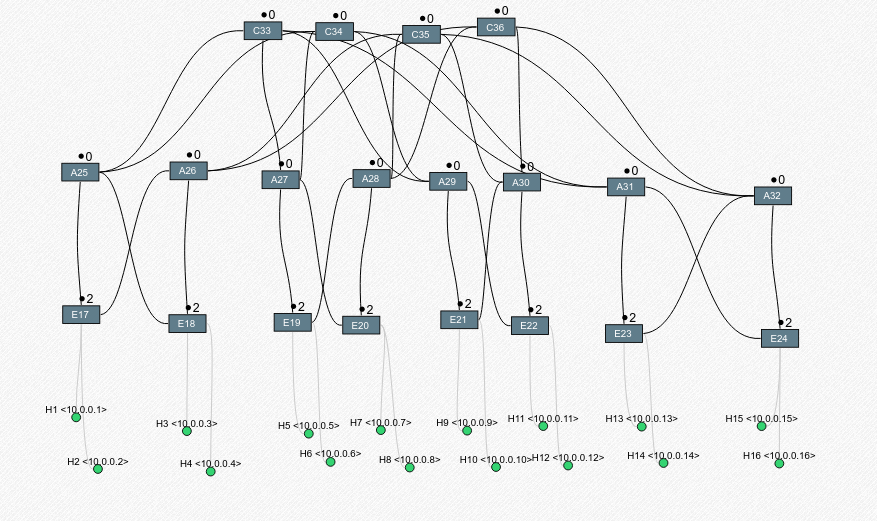 ●0 ●0 ●0 ●0
C33 C34 C35 C36
●0 ●0 ●0 ●0 ●0 ●0 ●0 ●0
A25 A26 A27 A28 A29 A30 A31 A32
●2 ●2 ●2 ●2 ●2 ●2 ●2 ●2
E17 E18 E19 E20 E21 E22 E23 E24
H1 <10.0.0.1>
H2 <10.0.0.2>
H3 <10.0.0.3>
H4 <10.0.0.4>
H5 <10.0.0.5>
H6 <10.0.0.6>
H7 <10.0.0.7>
H8 <10.0.0.8>
H9 <10.0.0.9>
H10 <10.0.0.10>
H11 <10.0.0.11>
H12 <10.0.0.12>
H13 <10.0.0.13>
H14 <10.0.0.14>
H15 <10.0.0.15>
H16 <10.0.0.16>